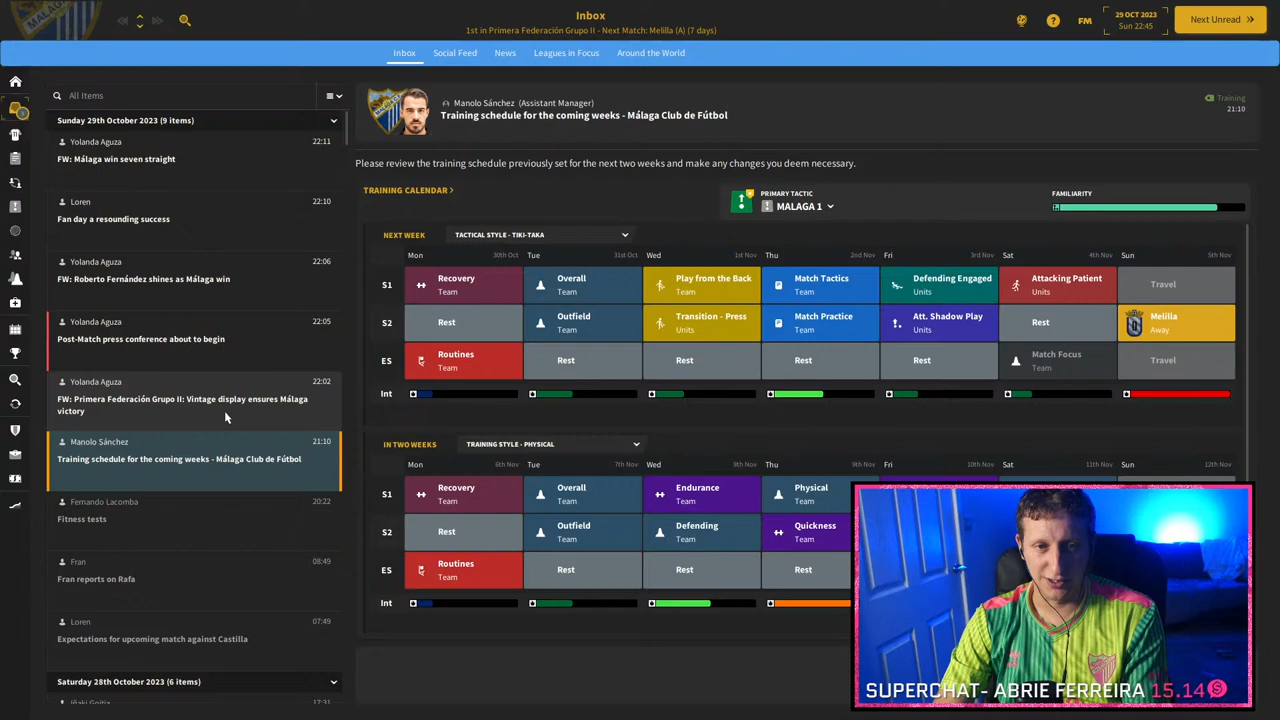 Inbox
1st in Primera Federación Grupo II - Next Match: Melilla (A) (7 days)
FM
29 OCT 2023
Sun 22:45
Next Unread
Inbox
Social Feed
News
Leagues in Focus
Around the World
All Items
Sunday 29th October 2023 (9 items)
Yolanda Aguza 22:11
FW: Málaga win seven straight
Loren 22:10
Fan day a resounding success
Yolanda Aguza 22:06
FW: Roberto Fernández shines as Málaga win
Yolanda Aguza 22:05
Post-Match press conference about to begin
Yolanda Aguza 22:02
FW: Primera Federación Grupo II: Vintage display ensures Málaga
victory
Manolo Sánchez 21:10
Training schedule for the coming weeks - Málaga Club de Fútbol
Fernando Lacomba 20:22
Fitness tests
Fran 08:49
Fran reports on Rafa
Loren 07:49
Expectations for upcoming match against Castilla
Saturday 28th October 2023 (6 items)
Iñaki Goitia 17:31
Manolo Sánchez (Assistant Manager)
Training schedule for the coming weeks - Málaga Club de Fútbol
Training
21:10
Please review the training schedule previously set for the next two weeks and make any changes you deem necessary.
TRAINING CALENDAR >
PRIMARY TACTIC
MALAGA 1
FAMILIARITY
NEXT WEEK TACTICAL STYLE - TIKI-TAKA
Mon 30th Oct Tue 31st Oct Wed 1st Nov Thu 2nd Nov Fri 3rd Nov Sat 4th Nov Sun 5th Nov
S1 Recovery Overall Play from the Back Match Tactics Defending Engaged Attacking Patient Travel
Team Team Team Team Units Units
S2 Rest Outfield Transition - Press Match Practice Att. Shadow Play Rest Melilla
Team Units Team Units Away
ES Routines Rest Rest Rest Rest Match Focus Travel
Team Team
Int
IN TWO WEEKS TRAINING STYLE - PHYSICAL
Mon 6th Nov Tue 7th Nov Wed 8th Nov Thu 9th Nov Fri 10th Nov Sat 11th Nov Sun 12th Nov
S1 Recovery Overall Endurance Physical
Team Team Team Team
S2 Rest Outfield Defending Quickness
Team Team Team
ES Routines Rest Rest Rest
Team
Int
SUPERCHAT- ABRIE FERREIRA 15.14